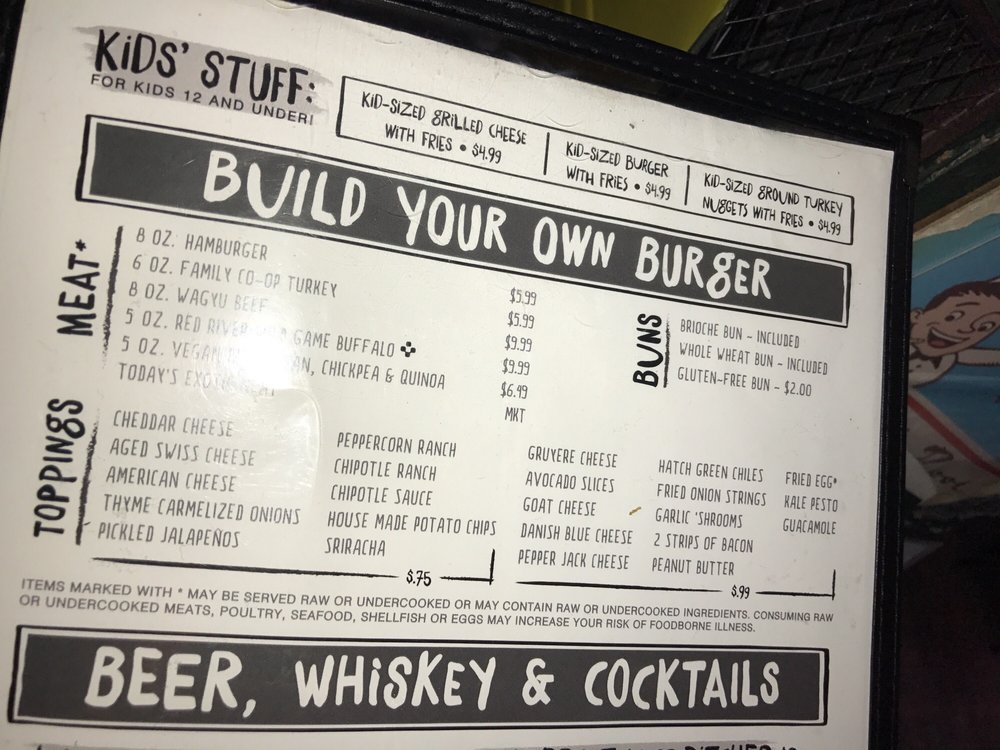 KiDS' STUFF:
FOR KIDS 12 AND UNDER!
KiD-SiZED GRiLLED CHEESE
WiTH FRiES • $4.99
KiD-SiZED BURGER
WiTH FRiES • $4.99
KiD-SiZED GROUND TURKEY
NUGGETS WiTH FRiES • $4.99
BUiLD YOUR OWN BURGER
MEAT*
8 OZ. HAMBURGER $5.99
6 OZ. FAMILY CO-OP TURKEY $5.99
8 OZ. WAGYU BEEF $9.99
5 OZ. RED RIVER GAME BUFFALO $9.99
5 OZ. VEGAN CHICKPEA & QUINOA $6.49
TODAY'S MKT
BUNS
BRIOCHE BUN - INCLUDED
WHOLE WHEAT BUN - INCLUDED
GLUTEN-FREE BUN - $2.00
TOPPiNGS
CHEDDAR CHEESE
AGED SWISS CHEESE
AMERICAN CHEESE
THYME CARMELIZED ONIONS
PICKLED JALAPEÑOS
PEPPERCORN RANCH
CHIPOTLE RANCH
CHIPOTLE SAUCE
HOUSE MADE POTATO CHIPS
SRIRACHA
$.75
GRUYERE CHEESE
AVOCADO SLICES
GOAT CHEESE
DANISH BLUE CHEESE
PEPPER JACK CHEESE
HATCH GREEN CHILES
FRIED ONION STRINGS
GARLIC 'SHROOMS
2 STRIPS OF BACON
PEANUT BUTTER
FRIED EGG*
KALE PESTO
GUACAMOLE
$.99
ITEMS MARKED WITH * MAY BE SERVED RAW OR UNDERCOOKED OR MAY CONTAIN RAW OR UNDERCOOKED INGREDIENTS. CONSUMING RAW
OR UNDERCOOKED MEATS, POULTRY, SEAFOOD, SHELLFISH OR EGGS MAY INCREASE YOUR RISK OF FOODBORNE ILLNESS.
BEER, WHiSKEY & COCKTAiLS